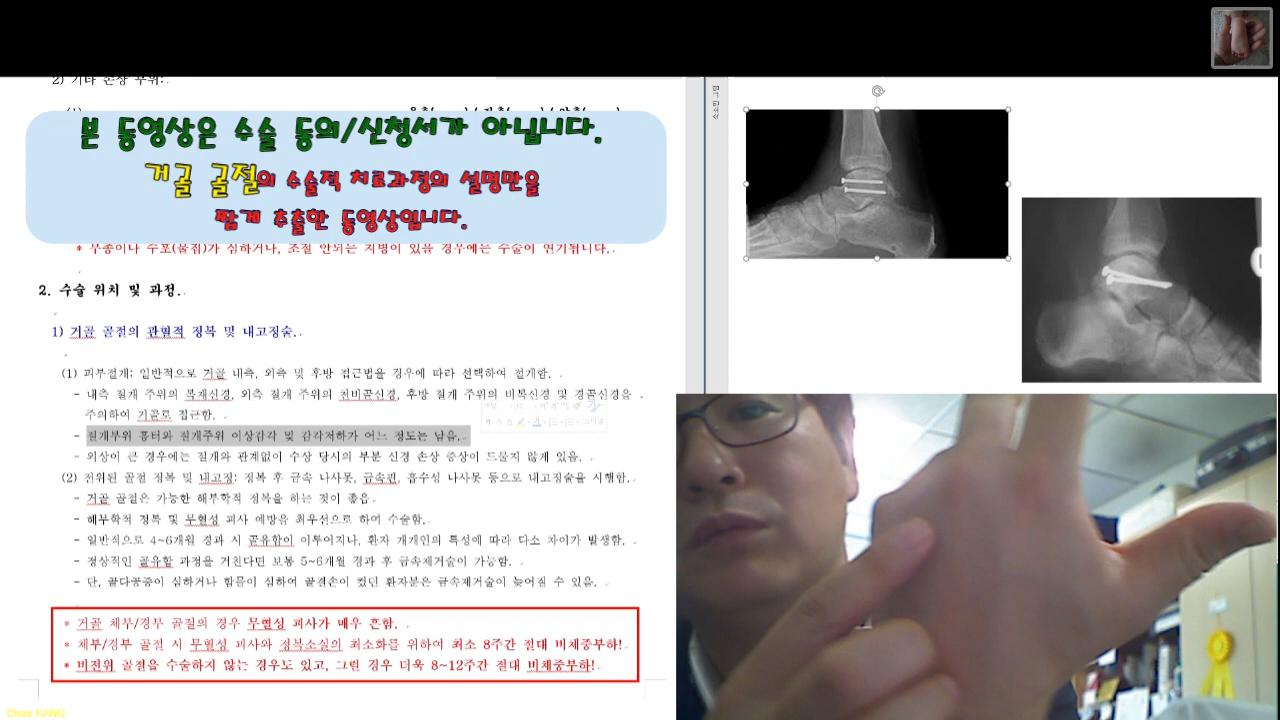 2) 기타 손상 부위:
본 동영상은 수술 동의/신청서가 아닙니다.
거골 골절의 수술적 치료과정의 설명만을
짧게 추출한 동영상입니다.
* 부종이나 수포(물집)가 심하거나, 조절 안되는 지병이 있을 경우에는 수술이 연기됩니다.
2. 수술 위치 및 과정.
1) 거골 골절의 관혈적 정복 및 내고정술.
(1) 피부절개: 일반적으로 거골 내측, 외측 및 후방 접근법을 경우에 따라 선택하여 절개함.
- 내측 절개 주위의 복재신경, 외측 절개 주위의 천비골신경, 후방 절개 주위의 비복신경 및 경골신경을
주의하여 거골로 접근함.
- 절개부위 흉터와 절개주위 이상감각 및 감각저하가 어느 정도는 남음.
- 외상이 큰 경우에는 절개와 관계없이 수상 당시의 부분 신경 손상 증상이 드물지 않게 있음.
(2) 전위된 골절 정복 및 내고정: 정복 후 금속 나사못, 금속판, 흡수성 나사못 등으로 내고정술을 시행함.
- 거골 골절은 가능한 해부학적 정복을 하는 것이 좋음.
- 해부학적 정복 및 무혈성 괴사 예방을 최우선으로 하여 수술함.
- 일반적으로 4~6개월 경과 시 골유합이 이루어지나, 환자 개개인의 특성에 따라 다소 차이가 발생함.
- 정상적인 골유합 과정을 거친다면 보통 5~6개월 경과 후 금속제거술이 가능함.
- 단, 골다공증이 심하거나 함몰이 심하여 골결손이 컸던 환자분은 금속제거술이 늦어질 수 있음.
* 거골 체부/경부 골절의 경우 무혈성 괴사가 매우 흔함.
* 체부/경부 골절 시 무혈성 괴사와 정복소실의 최소화를 위하여 최소 8주간 절대 비체중부하!
* 비전위 골절을 수술하지 않는 경우도 있고, 그런 경우 더욱 8~12주간 절대 비체중부하!
Chan KANG